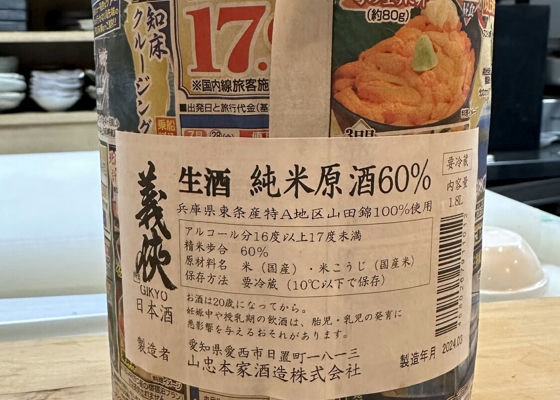 知床
クルージング
17.
※国内線旅客施
■出発日と旅行代金(基
(約80g)
3日間
義侠
GIKYO
日本酒
製造者
生酒 純米原酒60%
兵庫県東条産特A地区山田錦100%使用
アルコール分16度以上17度未満
精米歩合 60%
原材料名 米(国産)・米こうじ(国産米)
保存方法 要冷蔵(10℃以下で保存)
お酒は20歳になってから。
妊娠中や授乳期の飲酒は、胎児・乳児の発育に
悪影響を与えるおそれがあります。
愛知県愛西市日置町一八一三
山忠本家酒造株式会社
要冷蔵
内容量
1.8L
製造年月 2024.03